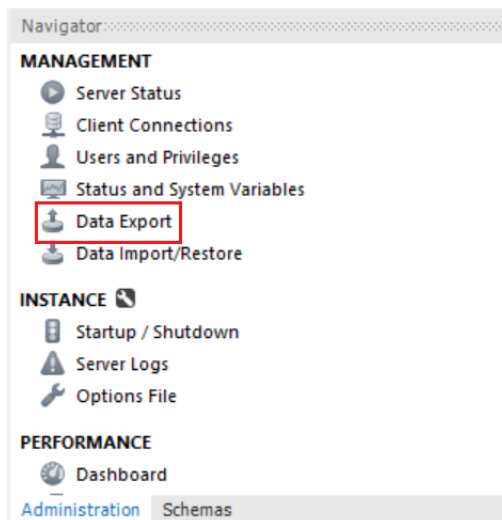 Navigator
MANAGEMENT
Server Status
Client Connections
Users and Privileges
Status and System Variables
Data Export
Data Import/Restore
INSTANCE
Startup / Shutdown
Server Logs
Options File
PERFORMANCE
Dashboard
Administration Schemas